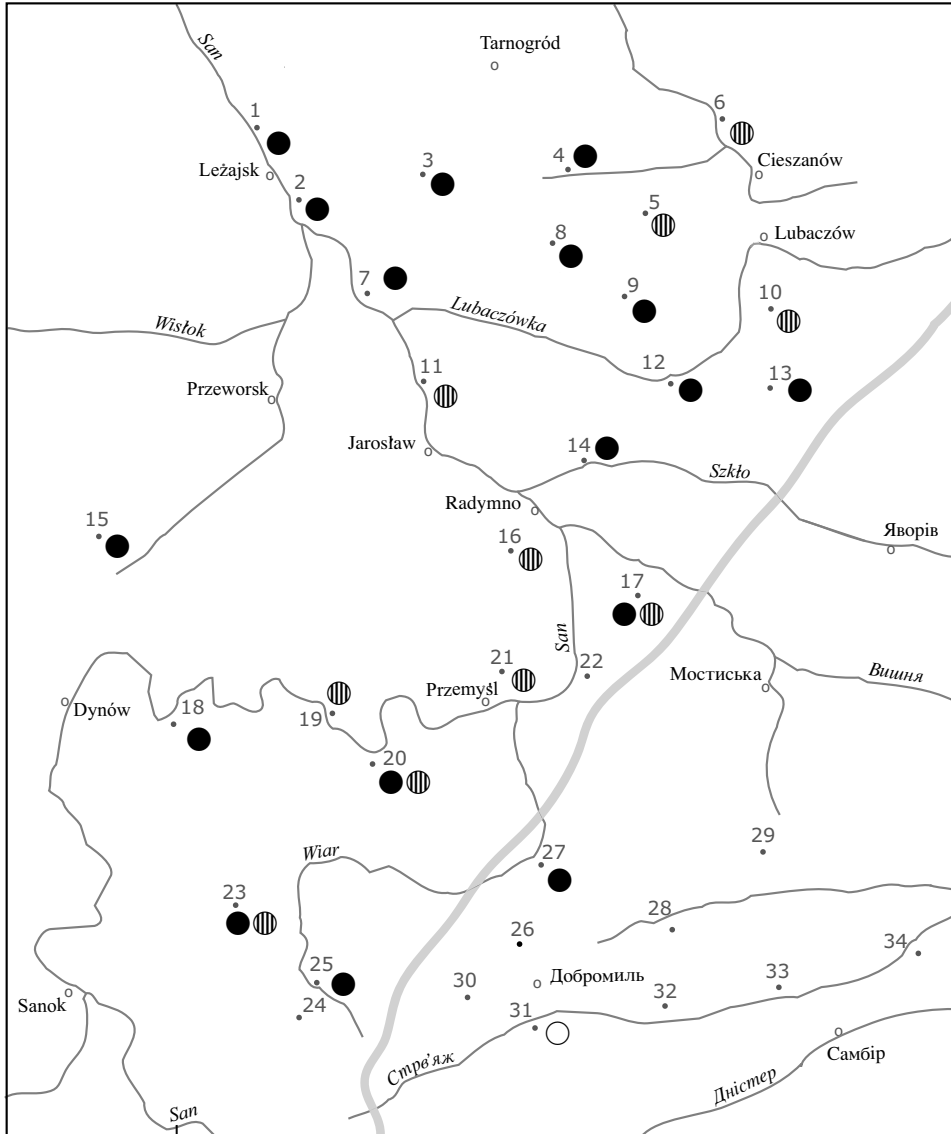 San
Tarnogród
1
6
3
4
Leżajsk
Cieszanów
2
5
8
Lubaczów
7
9
10
Lubaczówka
Wisłok
11
12
13
Przeworsk
Jarosław
14
Szkło
Radymno
15
Яворів
16
17
San
21
22
Przemyśl
Мостиська
Вишня
Dynów
18
19
20
Wiar
27
29
23
28
26
34
25
Добромиль
33
Sanok
30
24
32
31
Самбір
Стрв'яж
Дністер
San